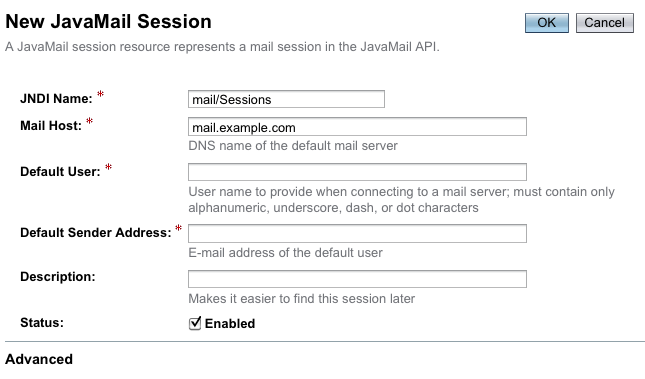 New JavaMail Session
OK
Cancel
A JavaMail session resource represents a mail session in the JavaMail API.
JNDI Name: *
mail/Sessions
Mail Host: *
mail.example.com
DNS name of the default mail server
Default User: *
User name to provide when connecting to a mail server; must contain only
alphanumeric, underscore, dash, or dot characters
Default Sender Address: *
E-mail address of the default user
Description:
Makes it easier to find this session later
Status:
Enabled
Advanced